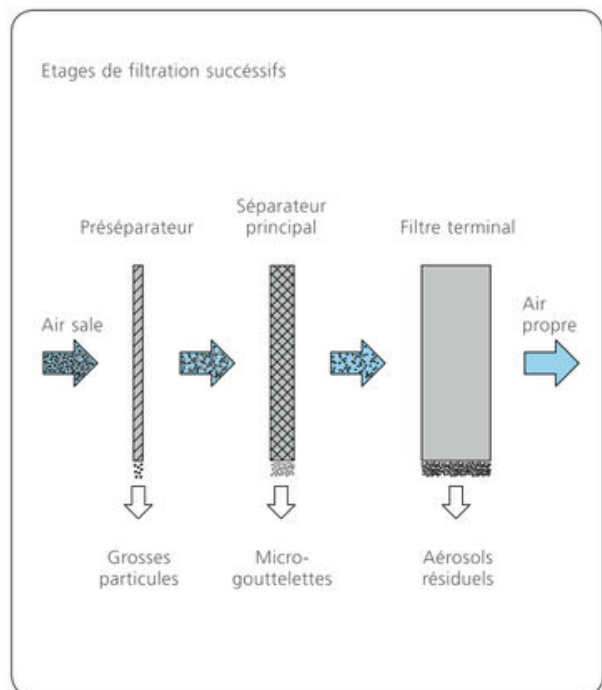 Etages de filtration succéssifs
Préséparateur
Séparateur
principal
Filtre terminal
Air sale
Air
propre
Grosses
particules
Micro-
gouttelettes
Aérosols
résiduels